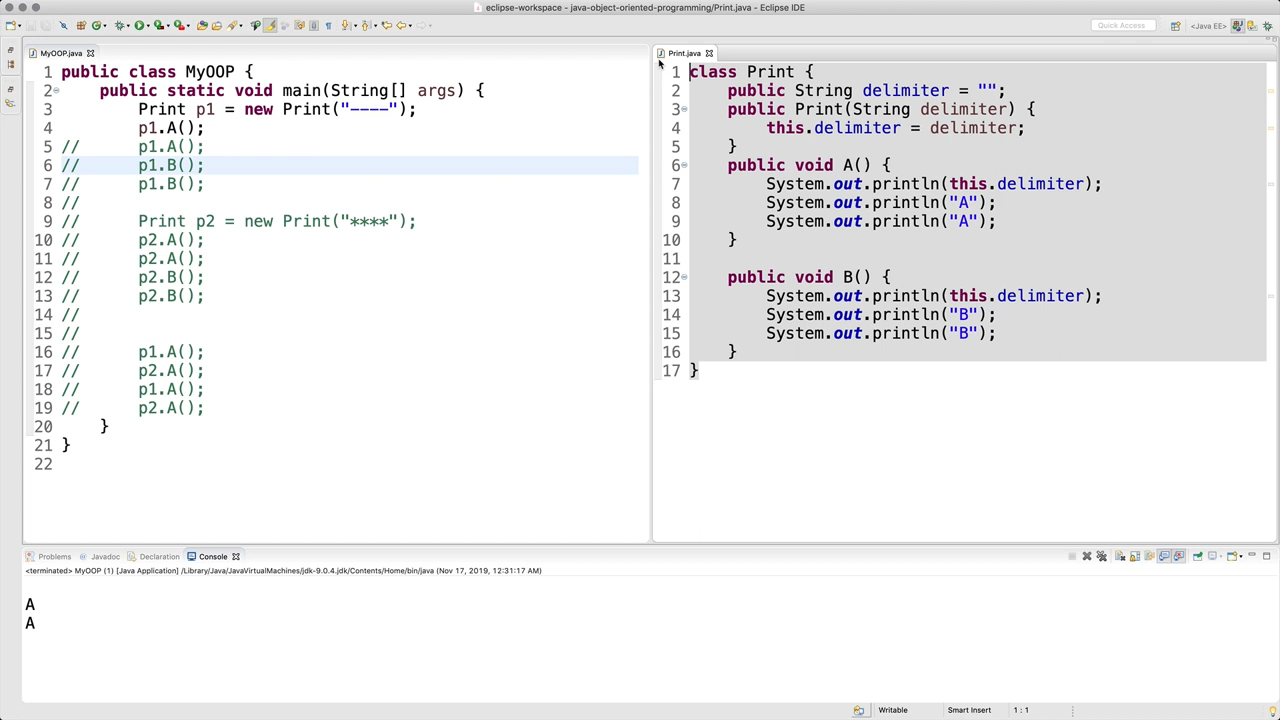 eclipse-workspace - java-object-oriented-programming/Print.java - Eclipse IDE
Quick Access
<Java EE>
MyOOP.java
1 public class MyOOP {
2 public static void main(String[] args) {
3 Print p1 = new Print("----");
4 p1.A();
5 // p1.A();
6 // p1.B();
7 // p1.B();
8 //
9 // Print p2 = new Print("****");
10 // p2.A();
11 // p2.A();
12 // p2.B();
13 // p2.B();
14 //
15 //
16 // p1.A();
17 // p2.A();
18 // p1.A();
19 // p2.A();
20 }
21 }
22
Print.java
1 class Print {
2 public String delimiter = "";
3 public Print(String delimiter) {
4 this.delimiter = delimiter;
5 }
6 public void A() {
7 System.out.println(this.delimiter);
8 System.out.println("A");
9 System.out.println("A");
10 }
11
12 public void B() {
13 System.out.println(this.delimiter);
14 System.out.println("B");
15 System.out.println("B");
16 }
17 }
Problems Javadoc Declaration Console
<terminated> MyOOP (1) [Java Application] /Library/Java/JavaVirtualMachines/jdk-9.0.4.jdk/Contents/Home/bin/java (Nov 17, 2019, 12:31:17 AM)
A
A
Writable Smart Insert 1 : 1